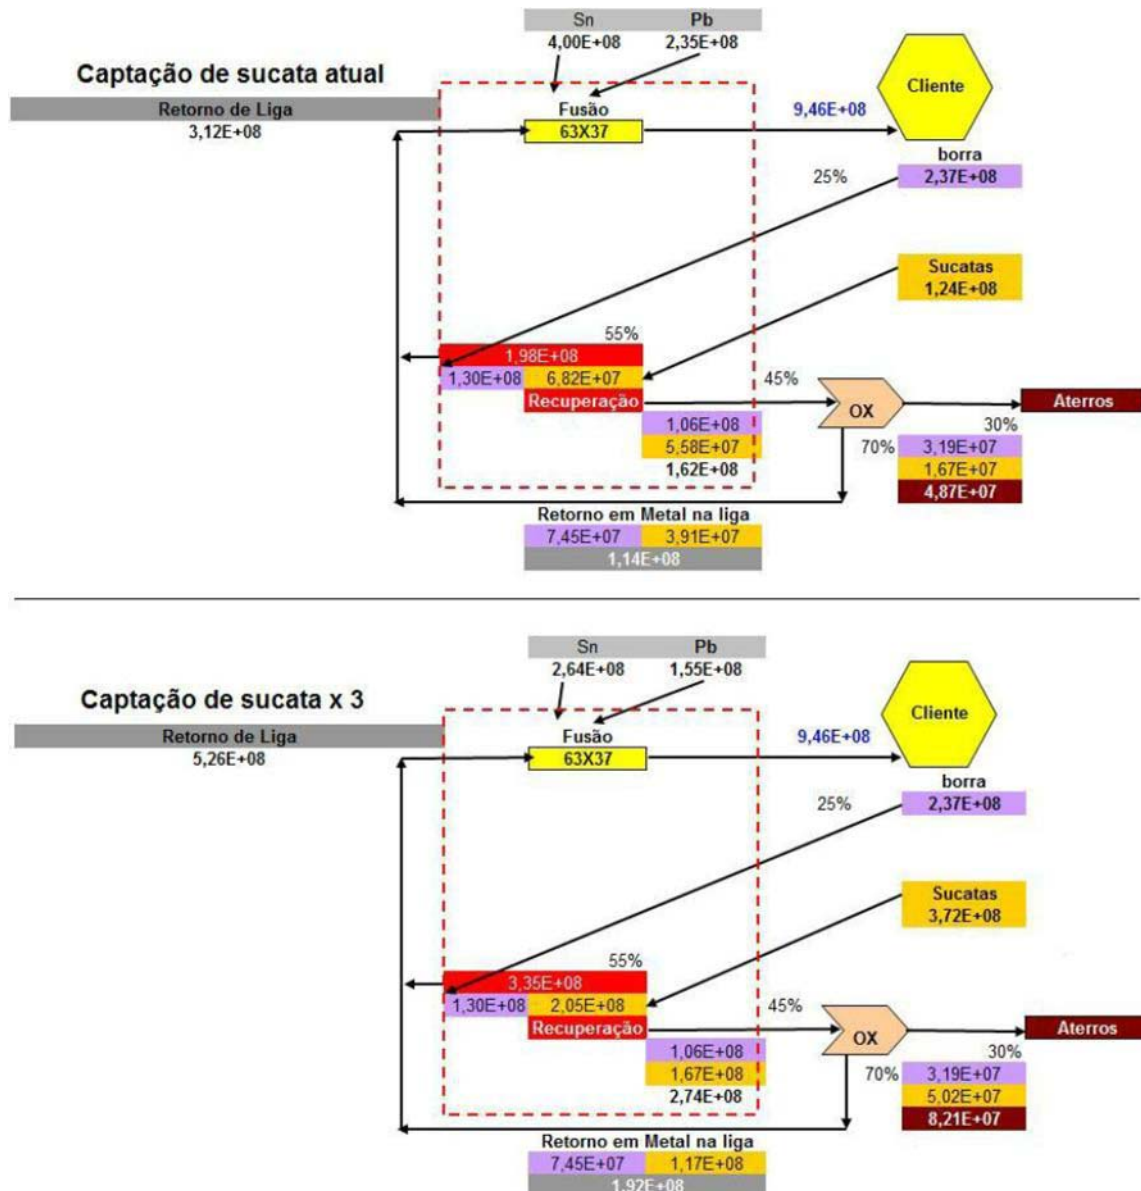 Sn Pb
4,00E+08 2,35E+08
Captação de sucata atual
Cliente
Retorno de Liga
3,12E+08
Fusão
63X37
9,46E+08
borra
25% 2,37E+08
Sucatas
1,24E+08
55%
1,98E+08
1,30E+08 6,82E+07
Recuperação
45%
OX
Aterros
1,06E+08
5,58E+07
1,62E+08
70%
30%
3,19E+07
1,67E+07
4,87E+07
Retorno em Metal na liga
7,45E+07 3,91E+07
1,14E+08
Sn Pb
2,64E+08 1,55E+08
Captação de sucata x 3
Cliente
Retorno de Liga
5,26E+08
Fusão
63X37
9,46E+08
borra
25% 2,37E+08
Sucatas
3,72E+08
55%
3,35E+08
1,30E+08 2,05E+08
Recuperação
45%
OX
Aterros
1,06E+08
1,67E+08
2,74E+08
70%
30%
3,19E+07
5,02E+07
8,21E+07
Retorno em Metal na liga
7,45E+07 1,17E+08
1,92E+08